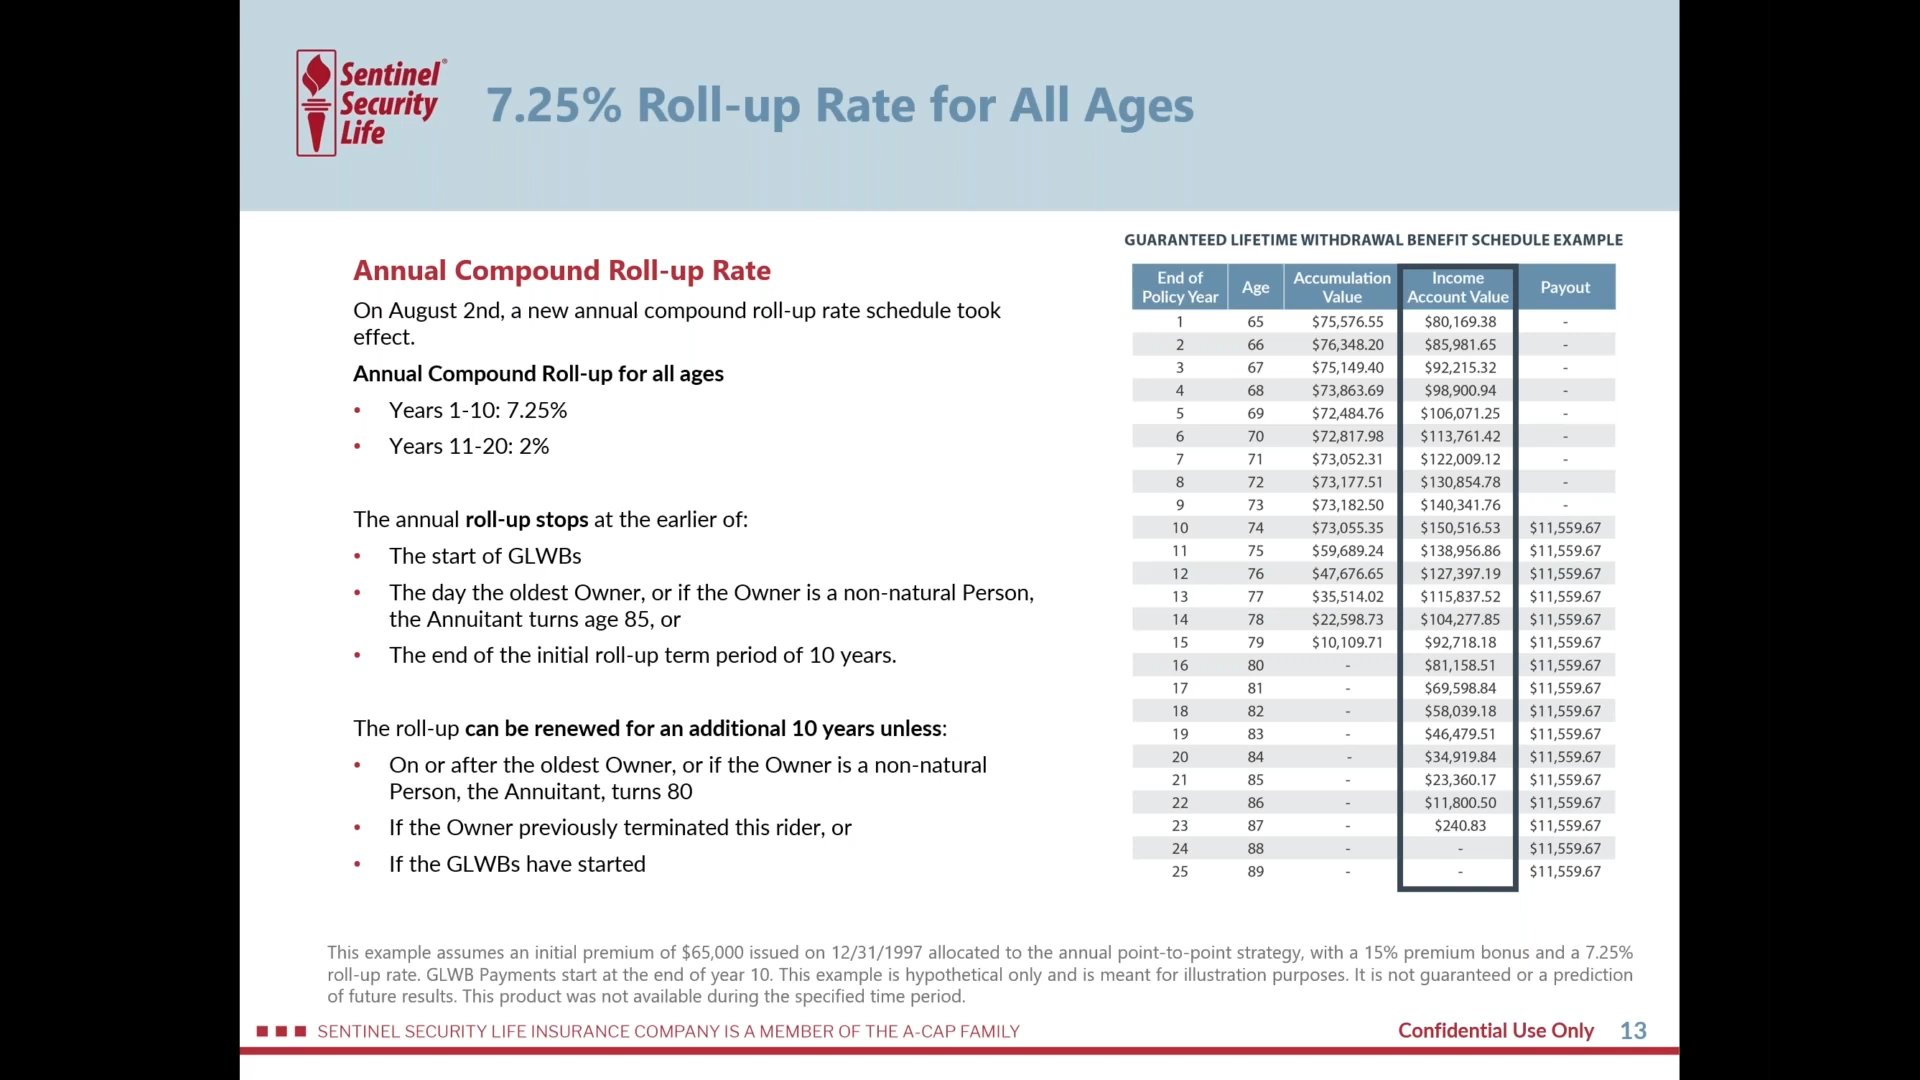 Sentinel®
Security
Life
7.25% Roll-up Rate for All Ages
Annual Compound Roll-up Rate
On August 2nd, a new annual compound roll-up rate schedule took
effect.
Annual Compound Roll-up for all ages
• Years 1-10: 7.25%
• Years 11-20: 2%
The annual roll-up stops at the earlier of:
• The start of GLWBs
• The day the oldest Owner, or if the Owner is a non-natural Person,
the Annuitant turns age 85, or
• The end of the initial roll-up term period of 10 years.
The roll-up can be renewed for an additional 10 years unless:
• On or after the oldest Owner, or if the Owner is a non-natural
Person, the Annuitant, turns 80
• If the Owner previously terminated this rider, or
• If the GLWBs have started
GUARANTEED LIFETIME WITHDRAWAL BENEFIT SCHEDULE EXAMPLE
End of Policy Year Age Accumulation Value Income Account Value Payout
1 65 $75,576.55 $80,169.38 -
2 66 $76,348.20 $85,981.65 -
3 67 $75,149.40 $92,215.32 -
4 68 $73,863.69 $98,900.94 -
5 69 $72,484.76 $106,071.25 -
6 70 $72,817.98 $113,761.42 -
7 71 $73,052.31 $122,009.12 -
8 72 $73,177.51 $130,854.78 -
9 73 $73,182.50 $140,341.76 -
10 74 $73,055.35 $150,516.53 $11,559.67
11 75 $59,689.24 $138,956.86 $11,559.67
12 76 $47,676.65 $127,397.19 $11,559.67
13 77 $35,514.02 $115,837.52 $11,559.67
14 78 $22,598.73 $104,277.85 $11,559.67
15 79 $10,109.71 $92,718.18 $11,559.67
16 80 - $81,158.51 $11,559.67
17 81 - $69,598.84 $11,559.67
18 82 - $58,039.18 $11,559.67
19 83 - $46,479.51 $11,559.67
20 84 - $34,919.84 $11,559.67
21 85 - $23,360.17 $11,559.67
22 86 - $11,800.50 $11,559.67
23 87 - $240.83 $11,559.67
24 88 - - $11,559.67
25 89 - - $11,559.67
This example assumes an initial premium of $65,000 issued on 12/31/1997 allocated to the annual point-to-point strategy, with a 15% premium bonus and a 7.25%
roll-up rate. GLWB Payments start at the end of year 10. This example is hypothetical only and is meant for illustration purposes. It is not guaranteed or a prediction
of future results. This product was not available during the specified time period.
SENTINEL SECURITY LIFE INSURANCE COMPANY IS A MEMBER OF THE A-CAP FAMILY
Confidential Use Only 13